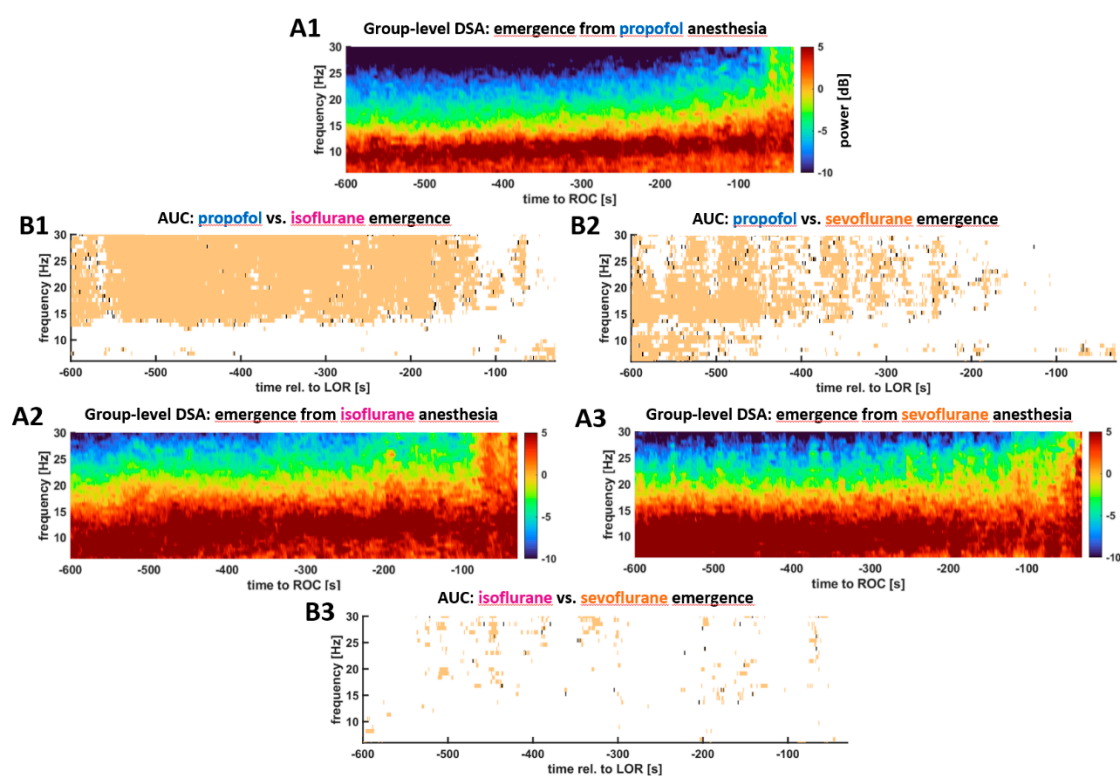 A1
Group-level DSA: emergence from propofol anesthesia
30
25
20
15
10
frequency [Hz]
-600 -500 -400 -300 -200 -100
time to ROC [s]
5
0
-5
-10
power [dB]
B1
AUC: propofol vs. isoflurane emergence
30
25
20
15
10
frequency [Hz]
-600 -500 -400 -300 -200 -100
time rel. to LOR [s]
B2
AUC: propofol vs. sevoflurane emergence
30
25
20
15
10
frequency [Hz]
-600 -500 -400 -300 -200 -100
time rel. to LOR [s]
A2
Group-level DSA: emergence from isoflurane anesthesia
30
25
20
15
10
frequency [Hz]
-600 -500 -400 -300 -200 -100
time to ROC [s]
5
0
-5
-10
A3
Group-level DSA: emergence from sevoflurane anesthesia
30
25
20
15
10
frequency [Hz]
-600 -500 -400 -300 -200 -100
time to ROC [s]
5
0
-5
-10
B3
AUC: isoflurane vs. sevoflurane emergence
30
25
20
15
10
frequency [Hz]
-600 -500 -400 -300 -200 -100
time rel. to LOR [s]